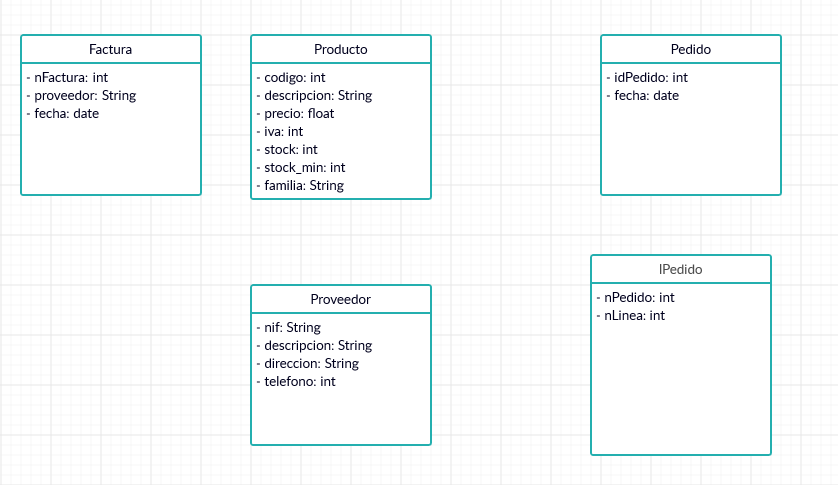 Factura
- nFactura: int
- proveedor: String
- fecha: date
Producto
- codigo: int
- descripcion: String
- precio: float
- iva: int
- stock: int
- stock_min: int
- familia: String
Pedido
- idPedido: int
- fecha: date
Proveedor
- nif: String
- descripcion: String
- direccion: String
- telefono: int
lPedido
- nPedido: int
- nLinea: int